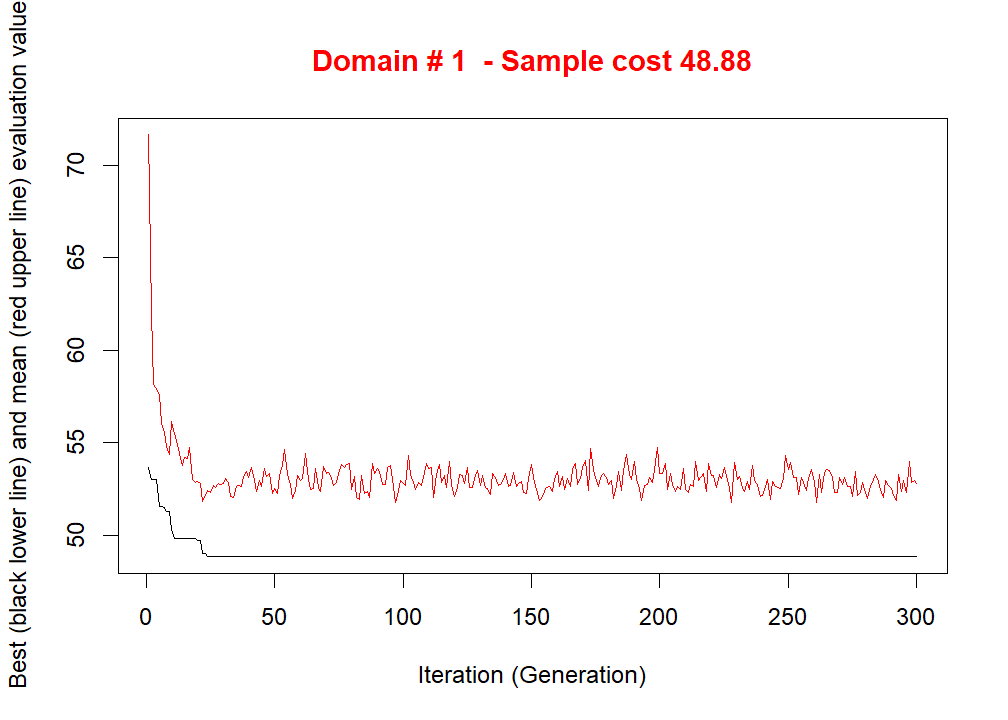 Domain # 1  - Sample cost 48.88
Best (black lower line) and mean (red upper line) evaluation value
70
65
60
55
50
0 50 100 150 200 250 300
Iteration (Generation)